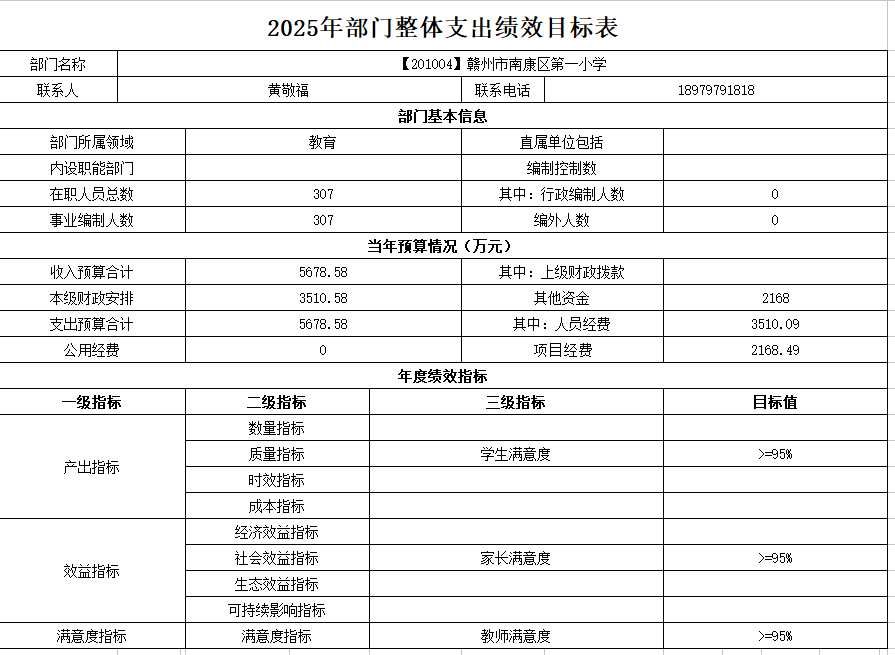 2025年部门整体支出绩效目标表
部门名称 【201004】赣州市南康区第一小学
联系人 黄敬福 联系电话 18979791818
部门基本信息
部门所属领域 教育 直属单位包括
内设职能部门 编制控制数
在职人员总数 307 其中：行政编制人数 0
事业编制人数 307 编外人数 0
当年预算情况（万元）
收入预算合计 5678.58 其中：上级财政拨款
本级财政安排 3510.58 其他资金 2168
支出预算合计 5678.58 其中：人员经费 3510.09
公用经费 0 项目经费 2168.49
年度绩效指标
一级指标 二级指标 三级指标 目标值
产出指标 数量指标
质量指标 学生满意度 >=95%
时效指标
成本指标
效益指标 经济效益指标
社会效益指标 家长满意度 >=95%
生态效益指标
可持续影响指标
满意度指标 满意度指标 教师满意度 >=95%